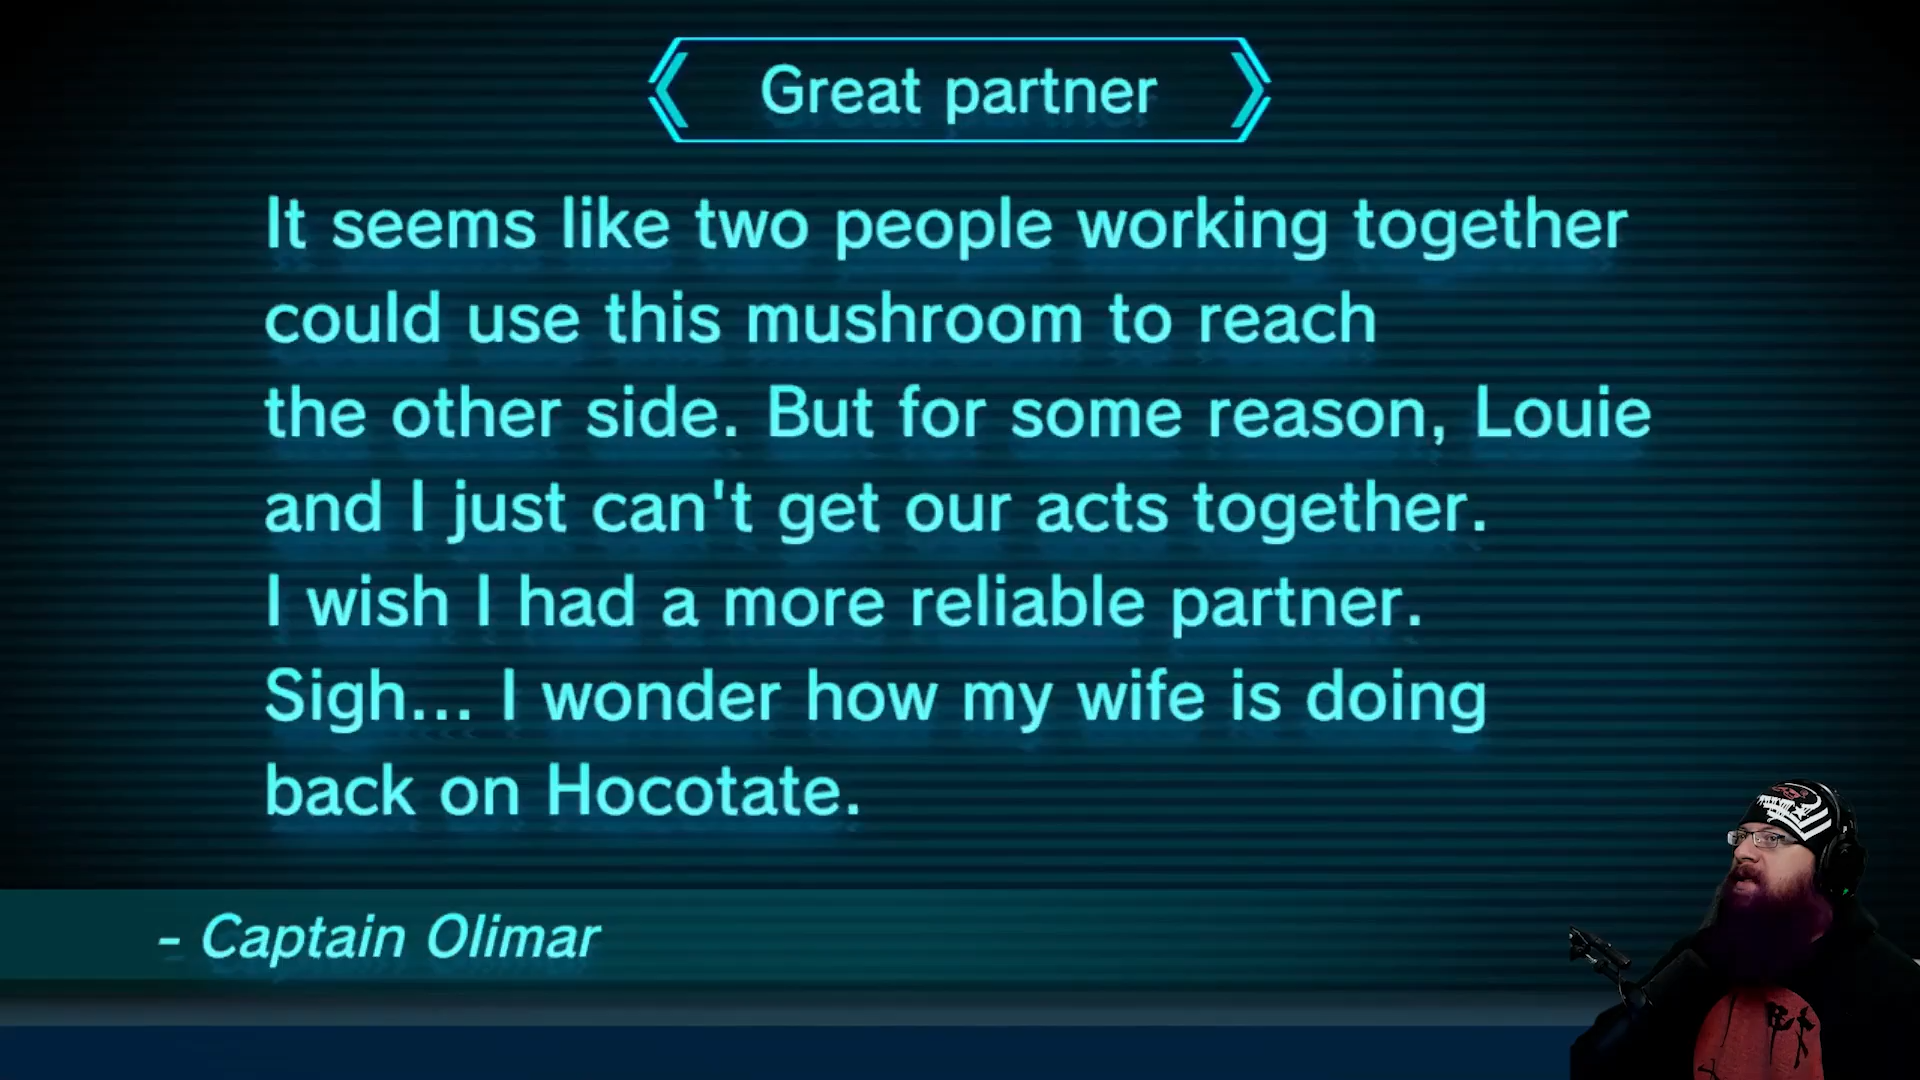 Great partner
It seems like two people working together
could use this mushroom to reach
the other side. But for some reason, Louie
and I just can't get our acts together.
I wish I had a more reliable partner.
Sigh... I wonder how my wife is doing
back on Hocotate.
- Captain Olimar